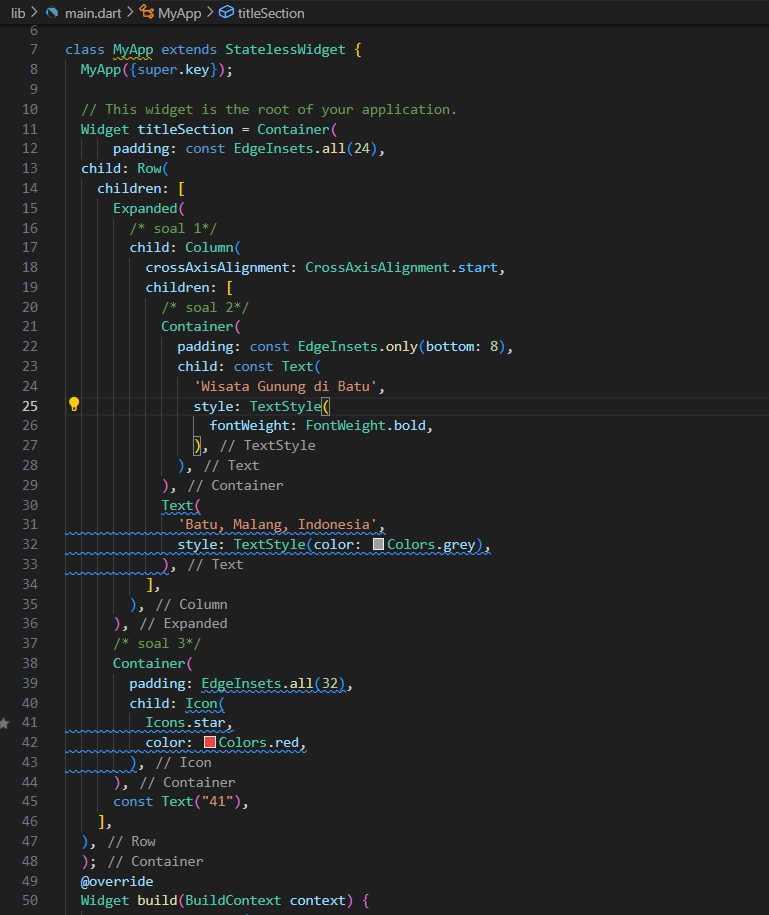 lib > main.dart > MyApp > titleSection
6
7 class MyApp extends StatelessWidget {
8   MyApp({super.key});
9
10   // This widget is the root of your application.
11   Widget titleSection = Container(
12       padding: const EdgeInsets.all(24),
13   child: Row(
14     children: [
15       Expanded(
16         /* soal 1*/
17         child: Column(
18           crossAxisAlignment: CrossAxisAlignment.start,
19           children: [
20             /* soal 2*/
21             Container(
22               padding: const EdgeInsets.only(bottom: 8),
23               child: const Text(
24                 'Wisata Gunung di Batu',
25                 style: TextStyle(
26                   fontWeight: FontWeight.bold,
27                 ), // TextStyle
28               ), // Text
29             ), // Container
30             Text(
31               'Batu, Malang, Indonesia',
32               style: TextStyle(color: Colors.grey),
33             ), // Text
34           ],
35         ), // Column
36       ), // Expanded
37       /* soal 3*/
38       Container(
39         padding: EdgeInsets.all(32),
40         child: Icon(
41           Icons.star,
42           color: Colors.red,
43         ), // Icon
44       ), // Container
45       const Text("41"),
46     ],
47   ), // Row
48   ); // Container
49   @override
50   Widget build(BuildContext context) {